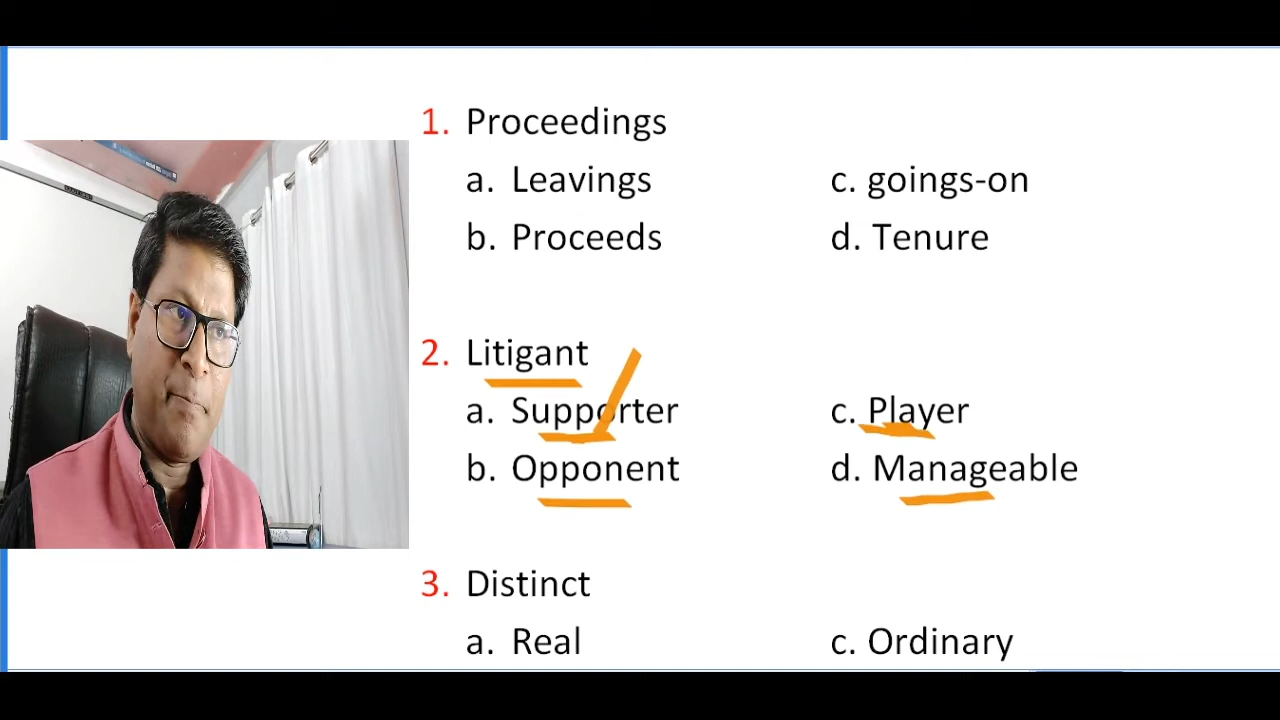 1. Proceedings
a. Leavings c. goings-on
b. Proceeds d. Tenure
2. Litigant
a. Supporter c. Player
b. Opponent d. Manageable
3. Distinct
a. Real c. Ordinary